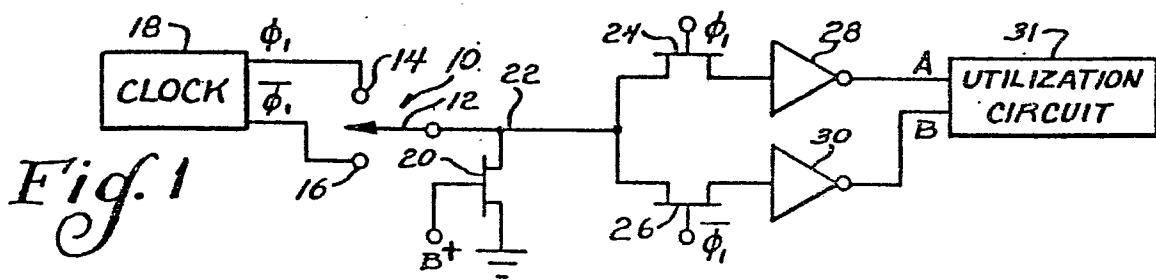 18
CLOCK
ϕ₁
ϕ̅₁
14
10
12
16
20
22
B+
24
ϕ₁
26
ϕ̅₁
28
30
A
B
31
UTILIZATION
CIRCUIT
Fig. 1